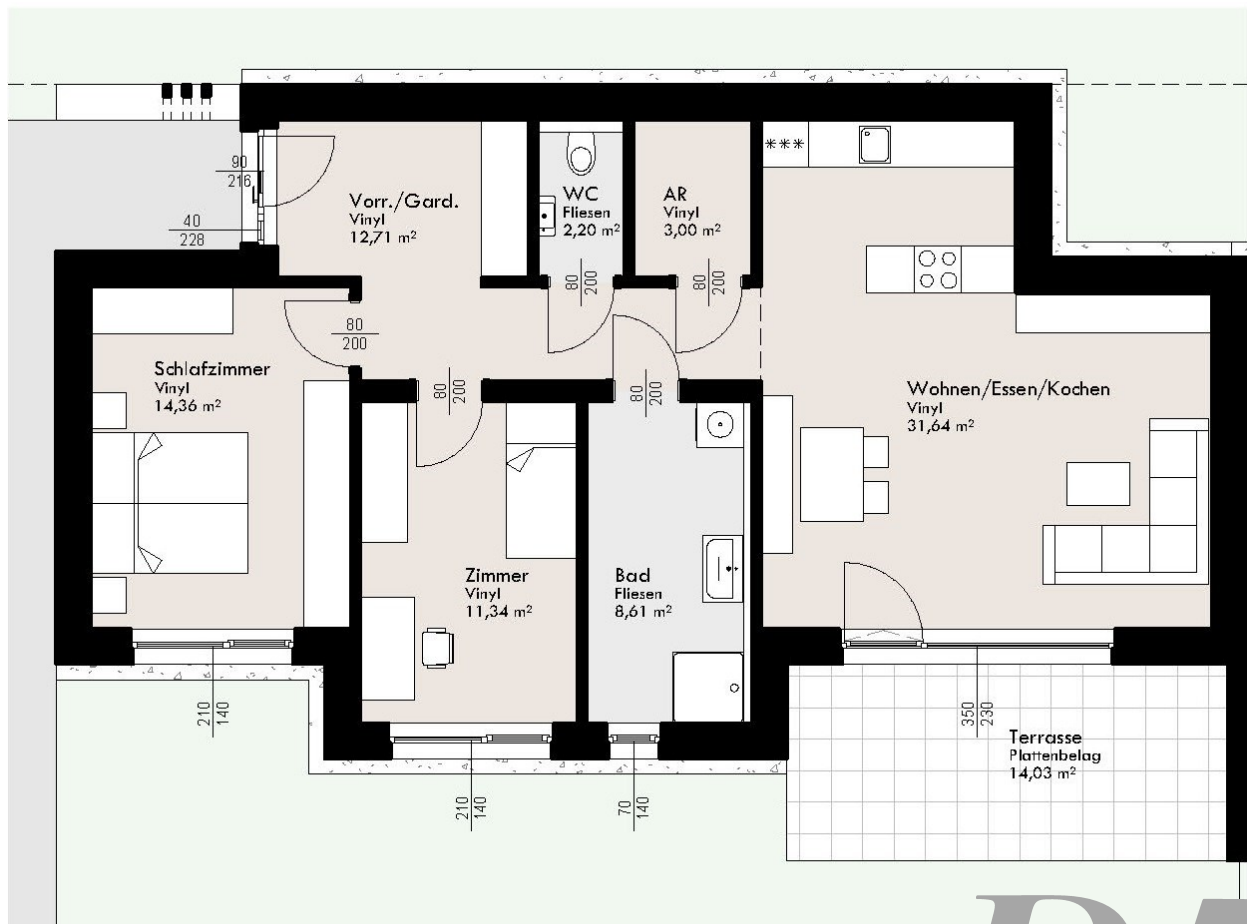 90
216
40
228
Vorr./Gard.
Vinyl
12,71 m²
WC
Fliesen
2,20 m²
80
200
AR
Vinyl
3,00 m²
80
200
***
80
200
Schlafzimmer
Vinyl
14,36 m²
80
200
80
200
Wohnen/Essen/Kochen
Vinyl
31,64 m²
Zimmer
Vinyl
11,34 m²
Bad
Fliesen
8,61 m²
210
140
350
230
Terrasse
Plattenbelag
14,03 m²
210
140
70
140